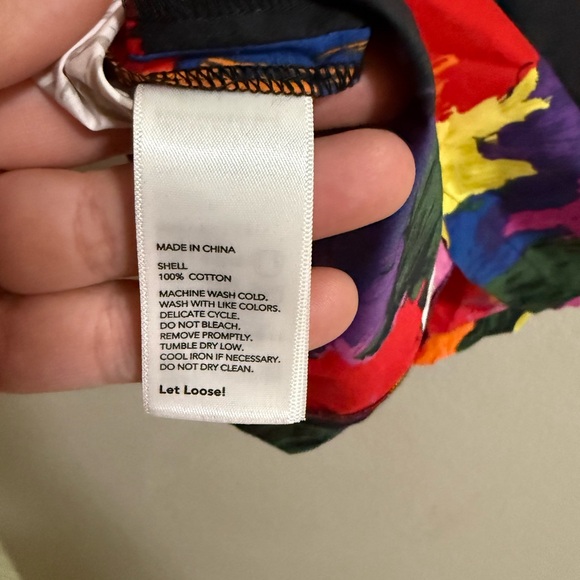 MADE IN CHINA
SHELL
100% COTTON
MACHINE WASH COLD.
WASH WITH LIKE COLORS.
DELICATE CYCLE.
DO NOT BLEACH.
REMOVE PROMPTLY.
TUMBLE DRY LOW.
COOL IRON IF NECESSARY.
DO NOT DRY CLEAN.
Let Loose!